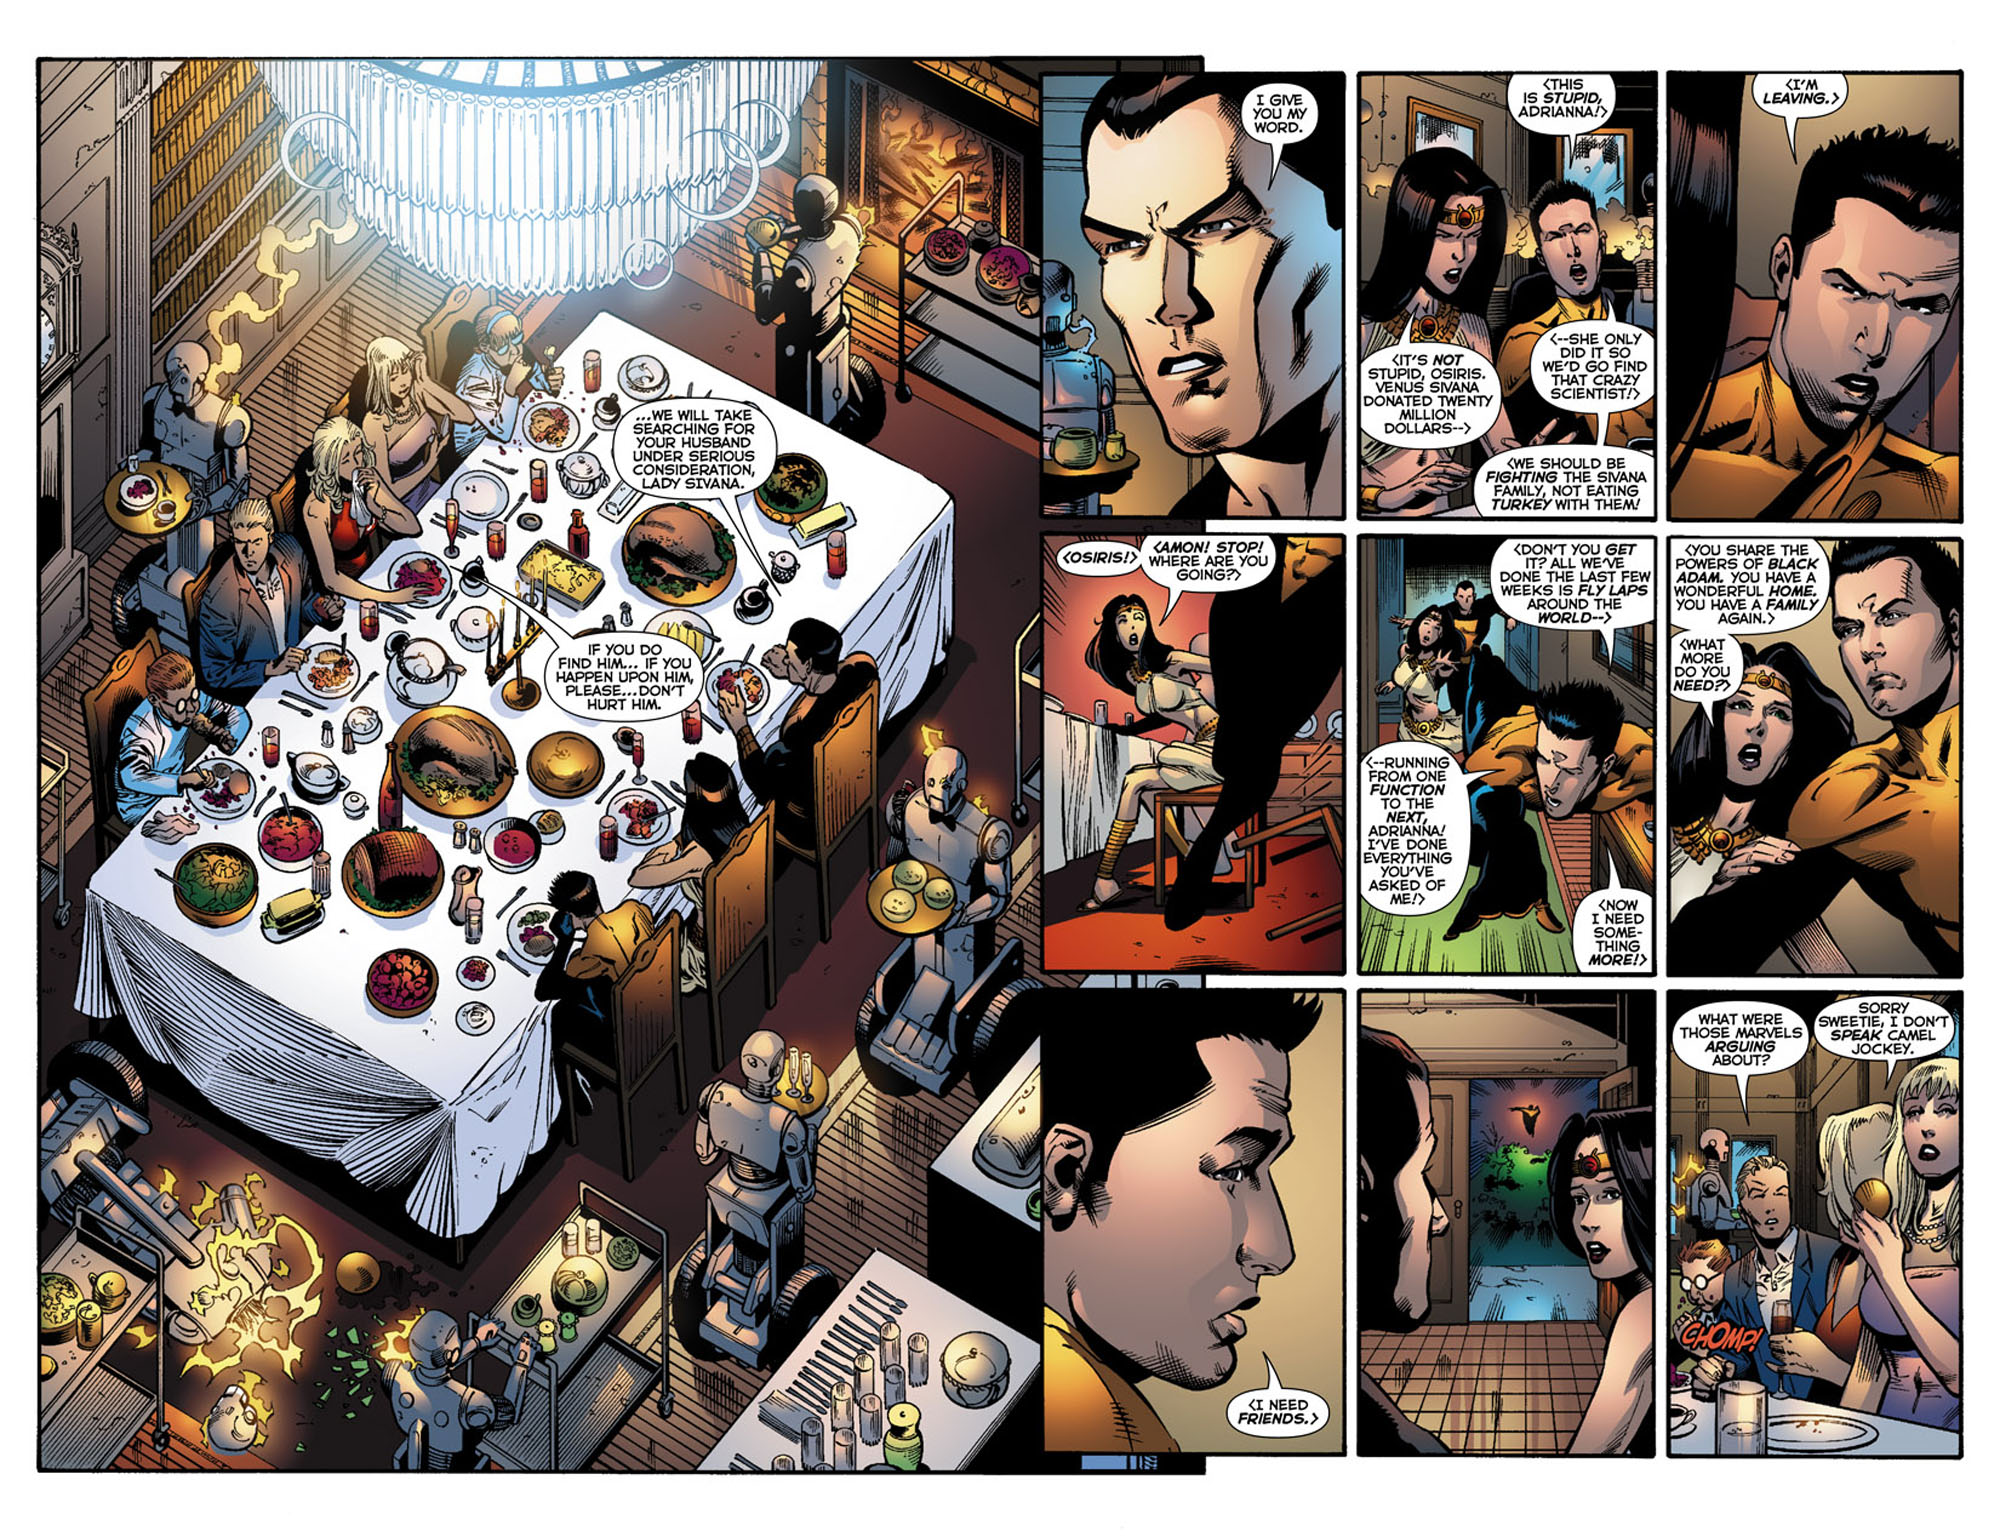 ...WE WILL TAKE
SEARCHING FOR
YOUR HUSBAND
UNDER SERIOUS
CONSIDERATION,
LADY SIVANA.
IF YOU DO
FIND HIM... IF YOU
HAPPEN UPON HIM,
PLEASE...DON'T
HURT HIM.
I GIVE
YOU MY
WORD.
<THIS
IS STUPID,
ADRIANNA!>
<IT'S NOT
STUPID, OSIRIS.
VENUS SIVANA
DONATED TWENTY
MILLION
DOLLARS-->
<--SHE ONLY
DID IT SO
WE'D GO FIND
THAT CRAZY
SCIENTIST!>
<WE SHOULD BE
FIGHTING THE SIVANA
FAMILY, NOT EATING
TURKEY WITH THEM!
<I'M
LEAVING.>
<OSIRIS!>
<AMON! STOP!
WHERE ARE YOU
GOING?>
<DON'T YOU GET
IT? ALL WE'VE
DONE THE LAST FEW
WEEKS IS FLY LAPS
AROUND THE
WORLD-->
<--RUNNING
FROM ONE
FUNCTION
TO THE
NEXT,
ADRIANNA!
I'VE DONE
EVERYTHING
YOU'VE
ASKED OF
ME!>
<NOW
I NEED
SOME-
THING
MORE!>
<YOU SHARE THE
POWERS OF BLACK
ADAM. YOU HAVE A
WONDERFUL HOME.
YOU HAVE A FAMILY
AGAIN.>
<WHAT
MORE
DO YOU
NEED?>
<I NEED
FRIENDS.>
WHAT WERE
THOSE MARVELS
ARGUING
ABOUT?
SORRY
SWEETIE, I DON'T
SPEAK CAMEL
JOCKEY.
CHOMP!